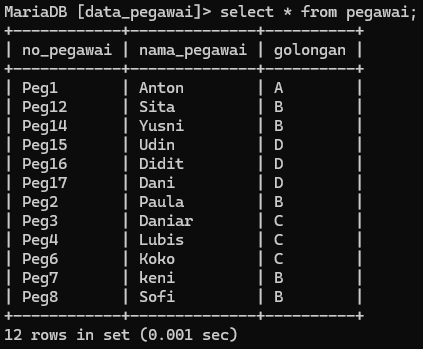 MariaDB [data_pegawai]> select * from pegawai;
+------------+--------------+----------+
| no_pegawai | nama_pegawai | golongan |
+------------+--------------+----------+
| Peg1       | Anton        | A        |
| Peg12      | Sita         | B        |
| Peg14      | Yusni        | B        |
| Peg15      | Udin         | D        |
| Peg16      | Didit        | D        |
| Peg17      | Dani         | D        |
| Peg2       | Paula        | B        |
| Peg3       | Daniar       | C        |
| Peg4       | Lubis        | C        |
| Peg6       | Koko         | C        |
| Peg7       | keni         | B        |
| Peg8       | Sofi         | B        |
+------------+--------------+----------+
12 rows in set (0.001 sec)